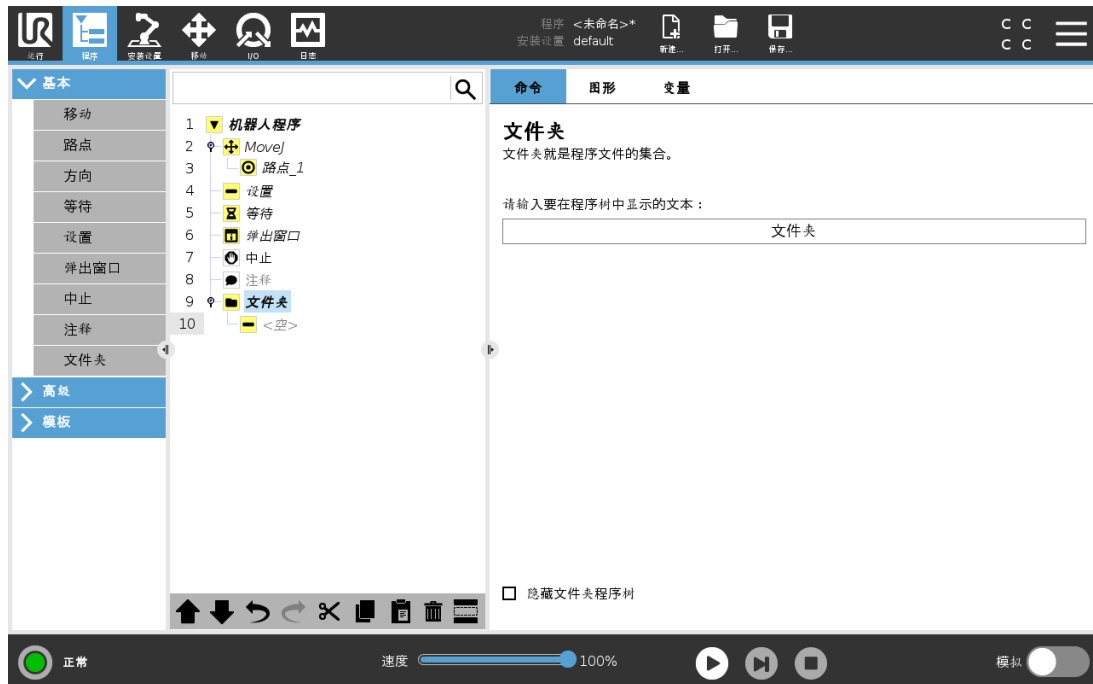 程序 <未命名>*
安装设置 default
C C
C C
运行 程序 安装设置 移动 I/O 日志 新建... 打开... 保存...
基本
移动
路点
方向
等待
设置
弹出窗口
中止
注释
文件夹
高级
模板
1 机器人程序
2 MoveJ
3 路点_1
4 设置
5 等待
6 弹出窗口
7 中止
8 注释
9 文件夹
10 <空>
命令 图形 变量
文件夹
文件夹就是程序文件的集合。
请输入要在程序树中显示的文本：
文件夹
隐藏文件夹程序树
正常 速度 100% 模拟